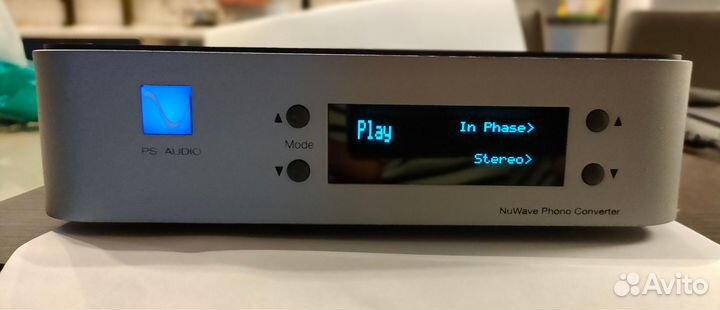 PS AUDIO
▲
Mode
▼
Play
In Phase>
Stereo>
▲
▼
NuWave Phono Converter
Avito